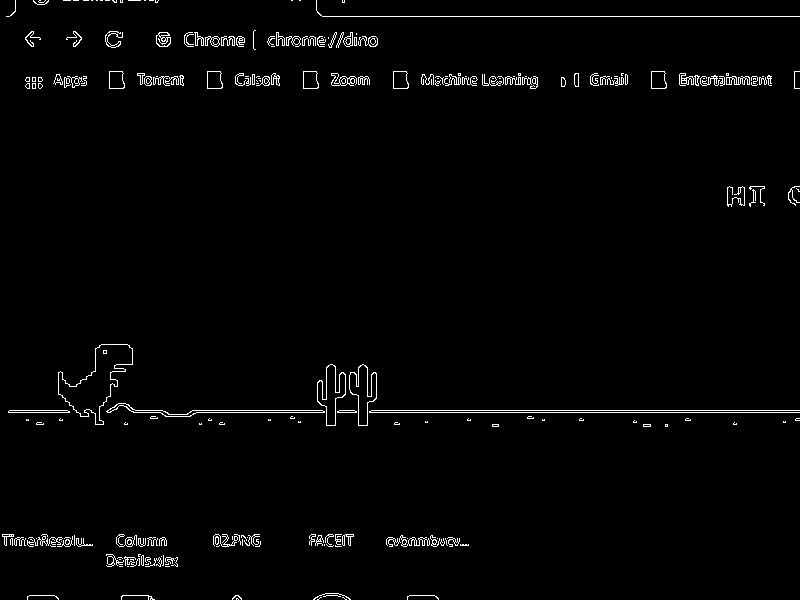 Chrome | chrome://dino
Apps Torrent Calsoft Zoom Machine Learning Gmail Entertainment
HI
TimerResolu... Column Details.xlsx 02.PNG FACEIT cvbnmbvcv...